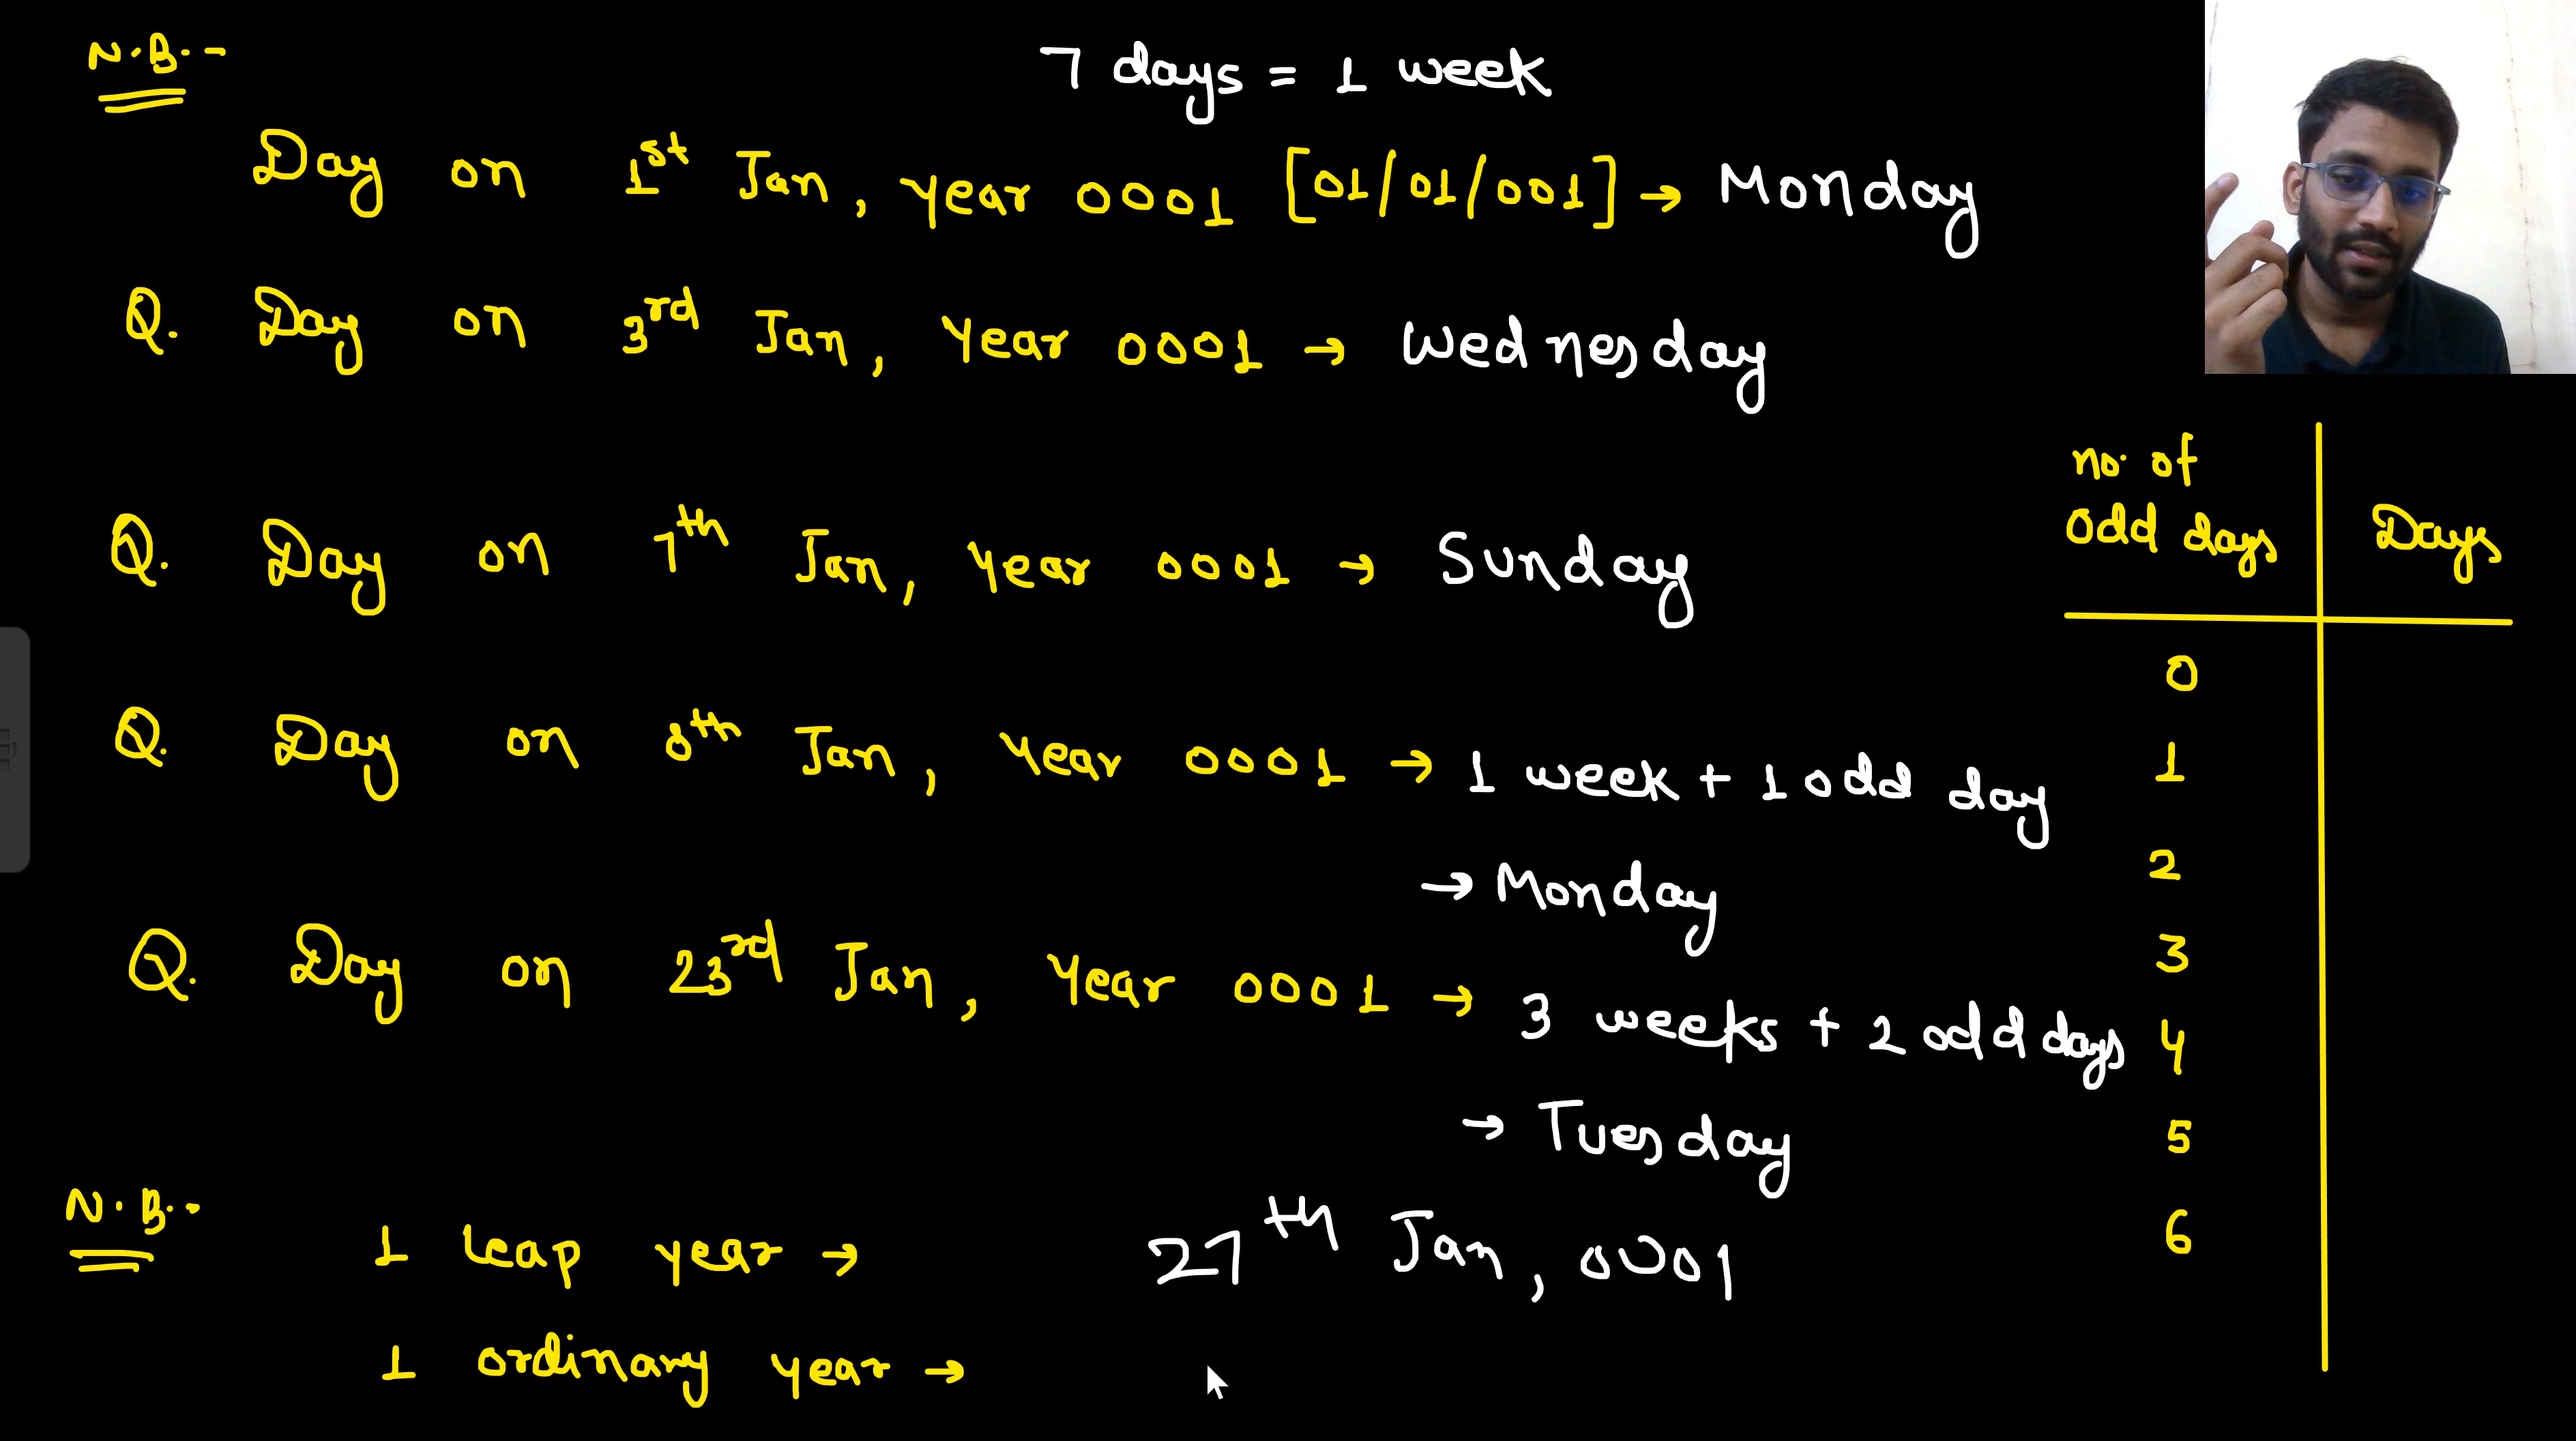 N.B.-
7 days = 1 week
Day on 1st Jan, year 0001 [01/01/001] → Monday
Q. Day on 3rd Jan, Year 0001 → Wednesday
Q. Day on 7th Jan, Year 0001 → Sunday
Q. Day on 8th Jan, Year 0001 → 1 week + 1 odd day
→ Monday
Q. Day on 23rd Jan, Year 0001 → 3 weeks + 2 odd days
→ Tuesday
27th Jan, 0001
N.B.-
1 leap year →
1 ordinary year →
no. of
odd days
Days
0
1
2
3
4
5
6